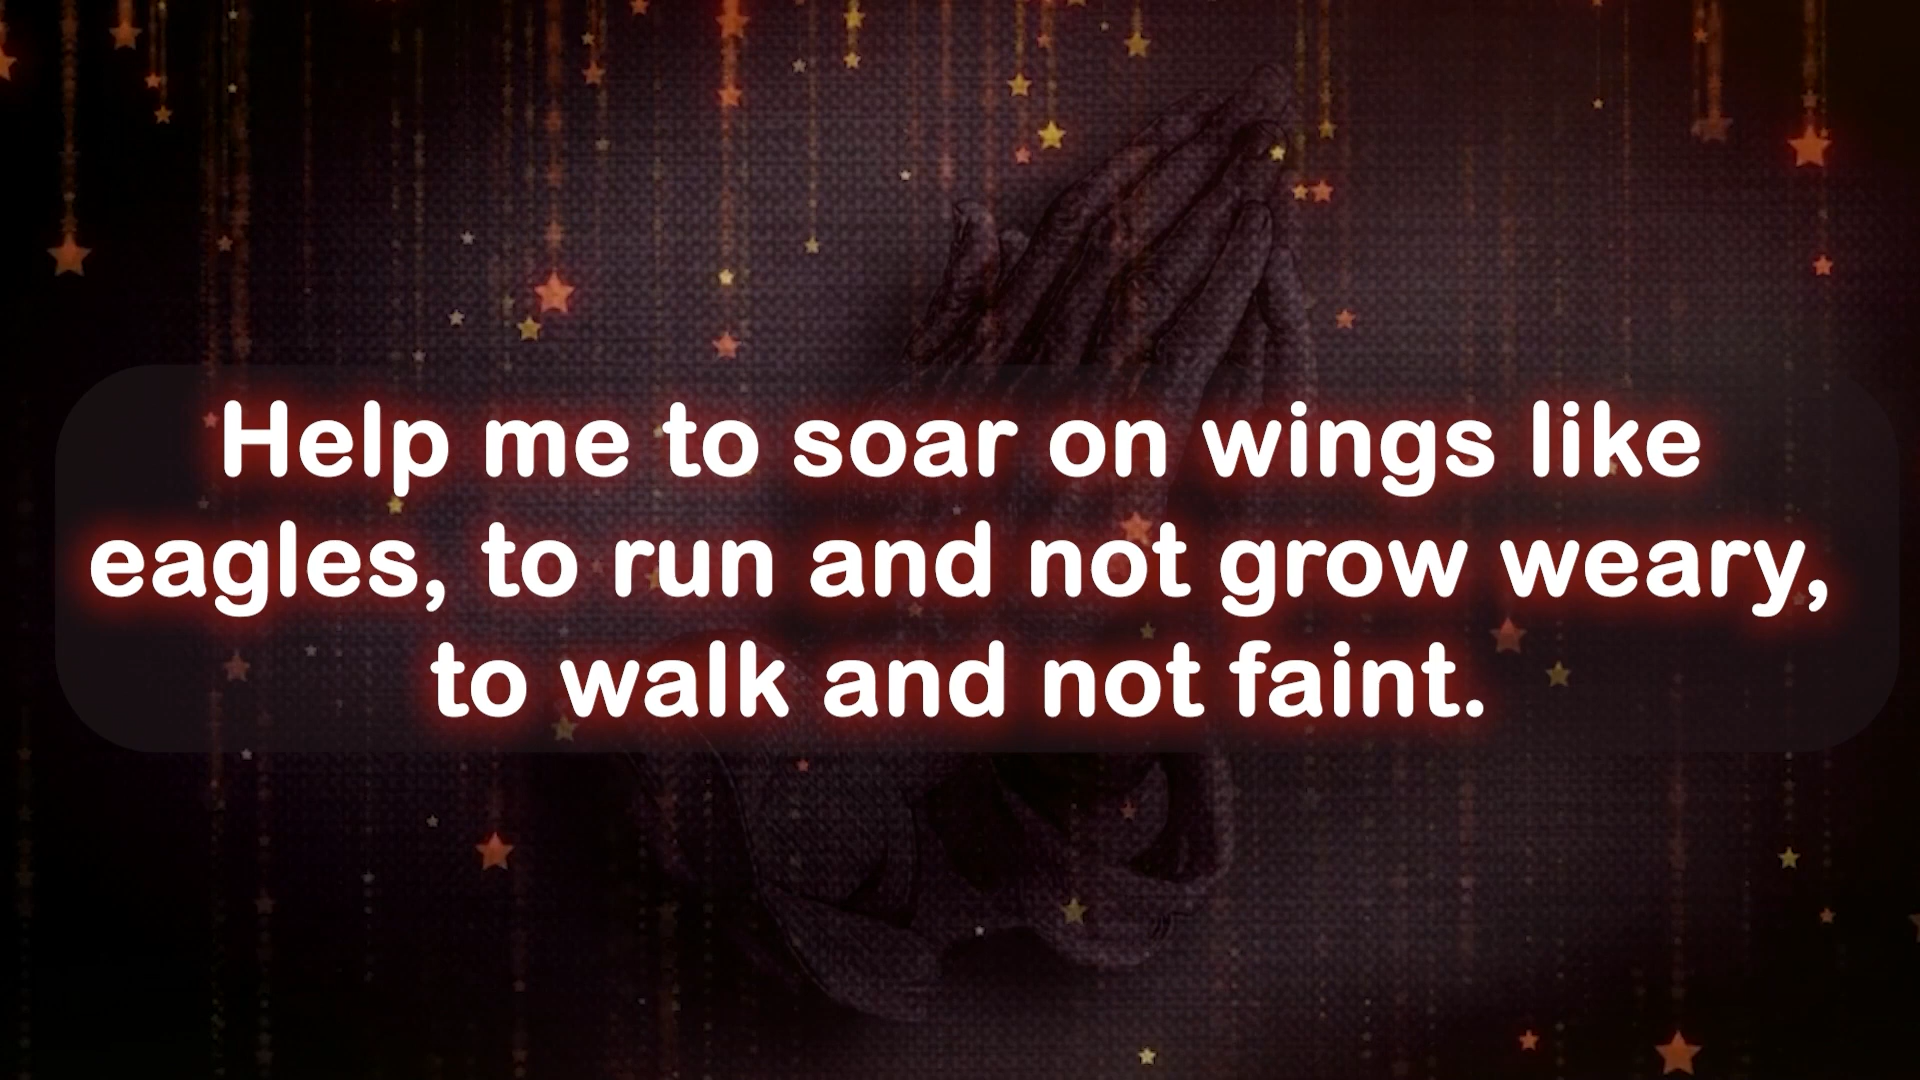 Help me to soar on wings like
eagles, to run and not grow weary,
to walk and not faint.